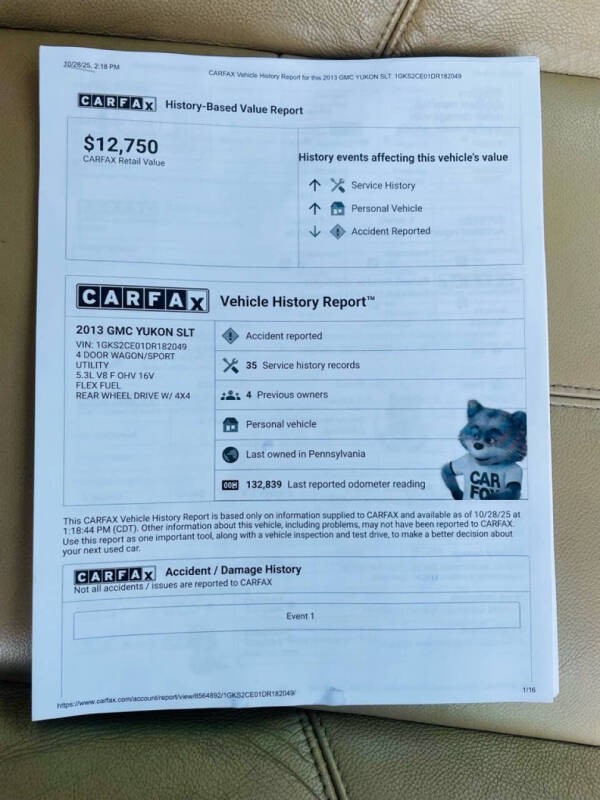 10/28/25, 2:18 PM
CARFAX Vehicle History Report for this 2013 GMC YUKON SLT: 1GKS2CE01DR182049
CARFAX History-Based Value Report
$12,750
CARFAX Retail Value
History events affecting this vehicle's value
Service History
Personal Vehicle
Accident Reported
CARFAX Vehicle History Report™
2013 GMC YUKON SLT
VIN: 1GKS2CE01DR182049
4 DOOR WAGON/SPORT
UTILITY
5.3L V8 F OHV 16V
FLEX FUEL
REAR WHEEL DRIVE W/ 4X4
Accident reported
35 Service history records
4 Previous owners
Personal vehicle
Last owned in Pennsylvania
132,839 Last reported odometer reading
CAR
FOX
This CARFAX Vehicle History Report is based only on information supplied to CARFAX and available as of 10/28/25 at
1:18:44 PM (CDT). Other information about this vehicle, including problems, may not have been reported to CARFAX.
Use this report as one important tool, along with a vehicle inspection and test drive, to make a better decision about
your next used car.
CARFAX Accident / Damage History
Not all accidents / issues are reported to CARFAX
Event 1
https://www.carfax.com/account/report/view/8564892/1GKS2CE01DR182049/
1/16